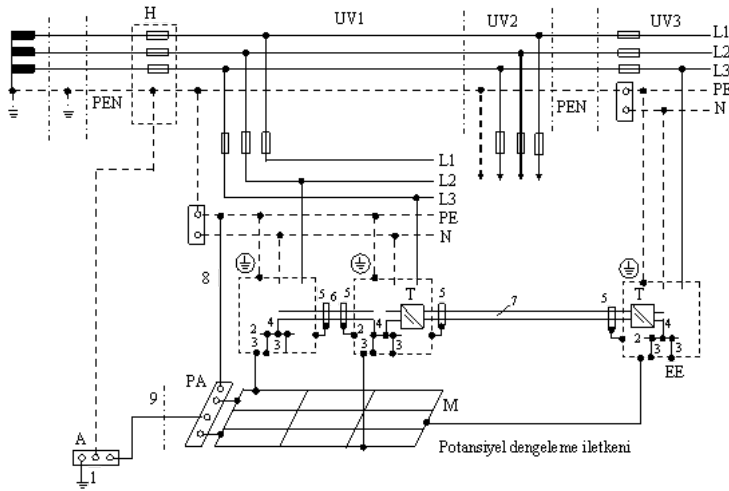 H UV1 UV2 UV3
L1
L2
L3
PE
N
PEN PEN
L1
L2
L3
PE
N
8
T T
5 6 5 5 7 5
2 4 2 4 2 4
3 3 3 3 3 3
EE
PA
9
M
A
1
Potansiyel dengeleme iletkeni